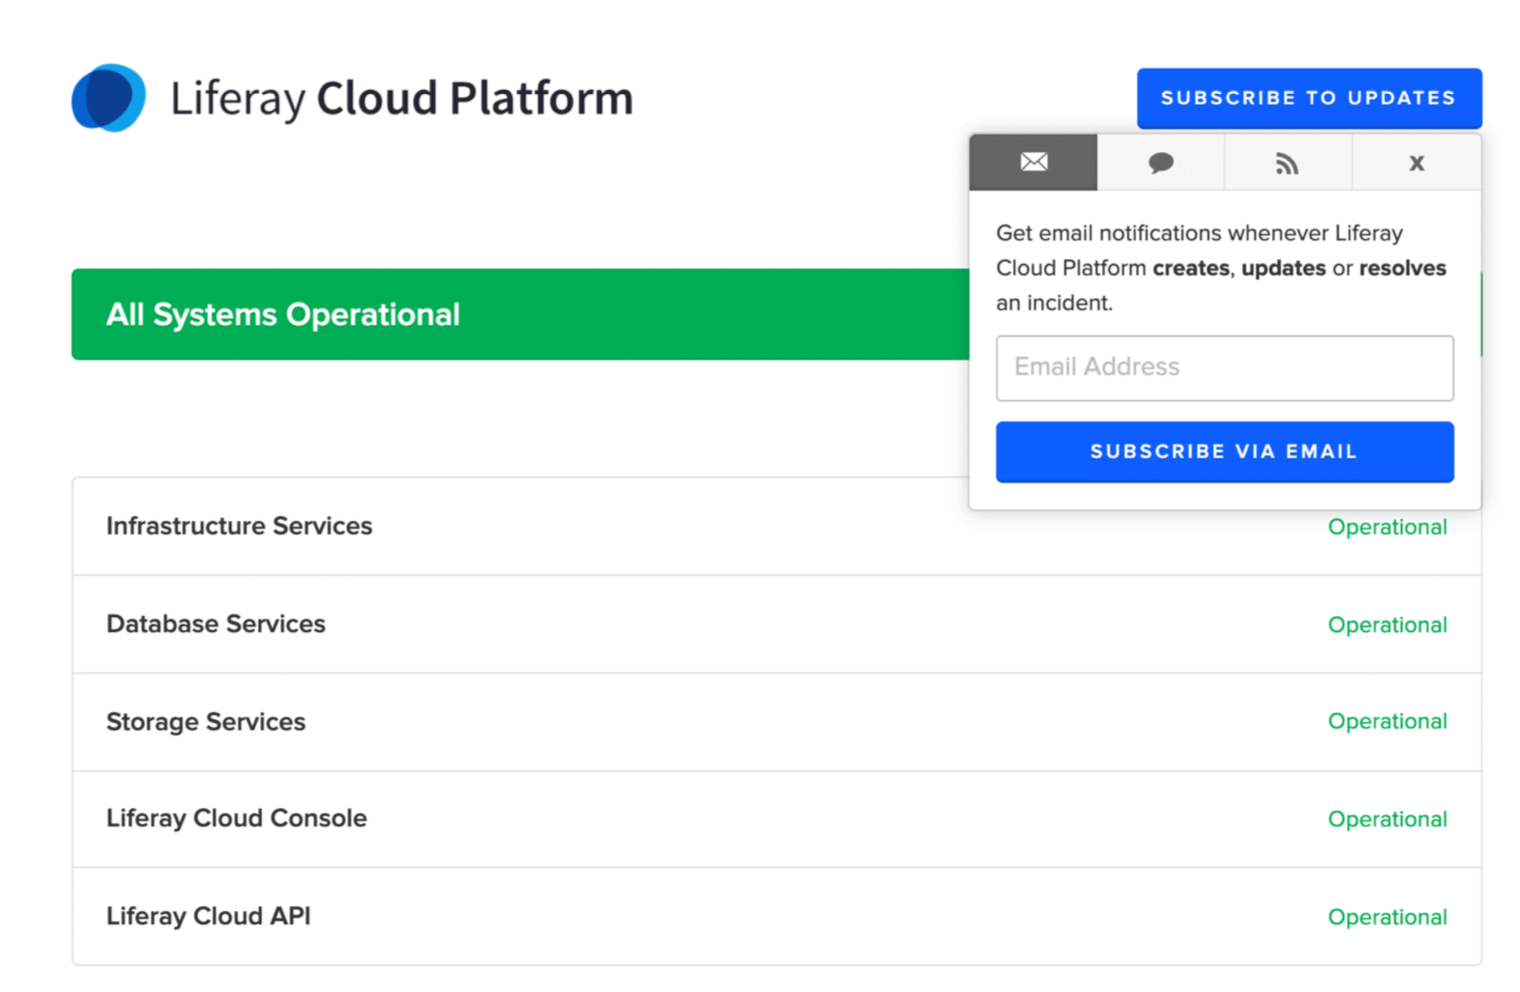 Liferay Cloud Platform
SUBSCRIBE TO UPDATES
x
Get email notifications whenever Liferay
Cloud Platform creates, updates or resolves
an incident.
Email Address
SUBSCRIBE VIA EMAIL
All Systems Operational
Infrastructure Services Operational
Database Services Operational
Storage Services Operational
Liferay Cloud Console Operational
Liferay Cloud API Operational